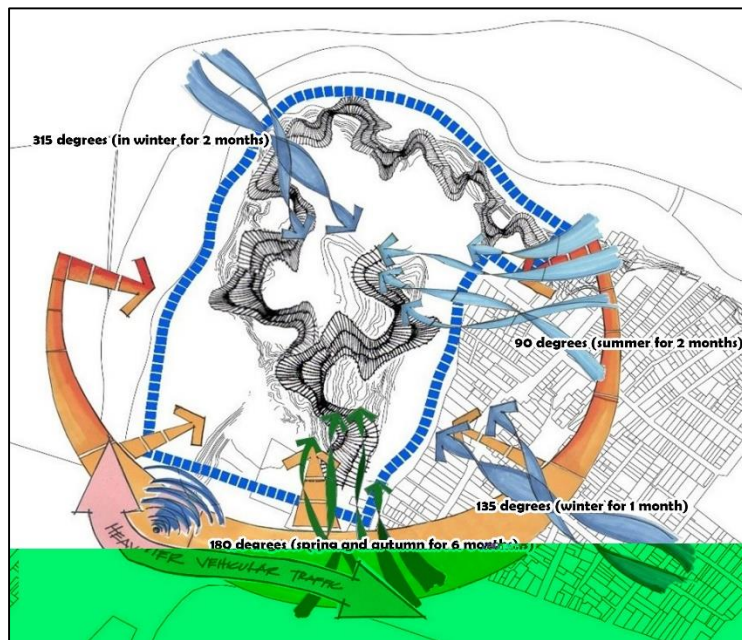 315 degrees (in winter for 2 months)
90 degrees (summer for 2 months)
135 degrees (winter for 1 month)
180 degrees (spring and autumn for 6 months)
HEAVIER VEHICULAR TRAFFIC